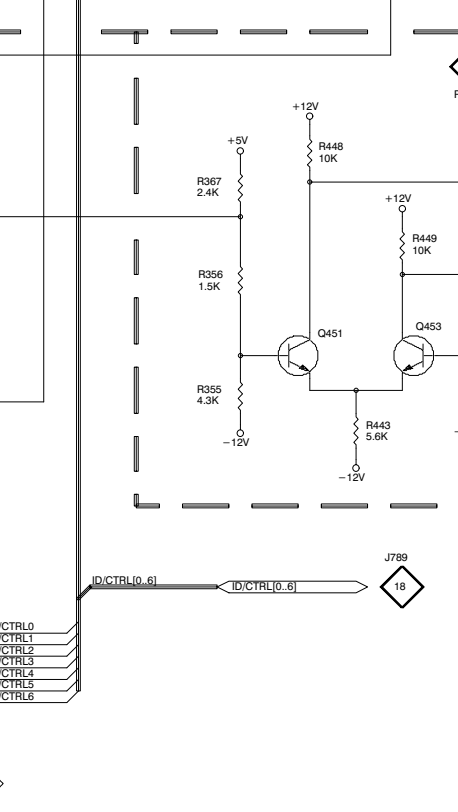 +12V
+5V
R448
10K
R367
2.4K
+12V
R449
10K
R356
1.5K
Q451
Q453
R355
4.3K
R443
5.6K
−12V
−12V
J789
ID/CTRL[0..6]
ID/CTRL[0..6]
18
/CTRL0
/CTRL1
/CTRL2
/CTRL3
/CTRL4
/CTRL5
/CTRL6